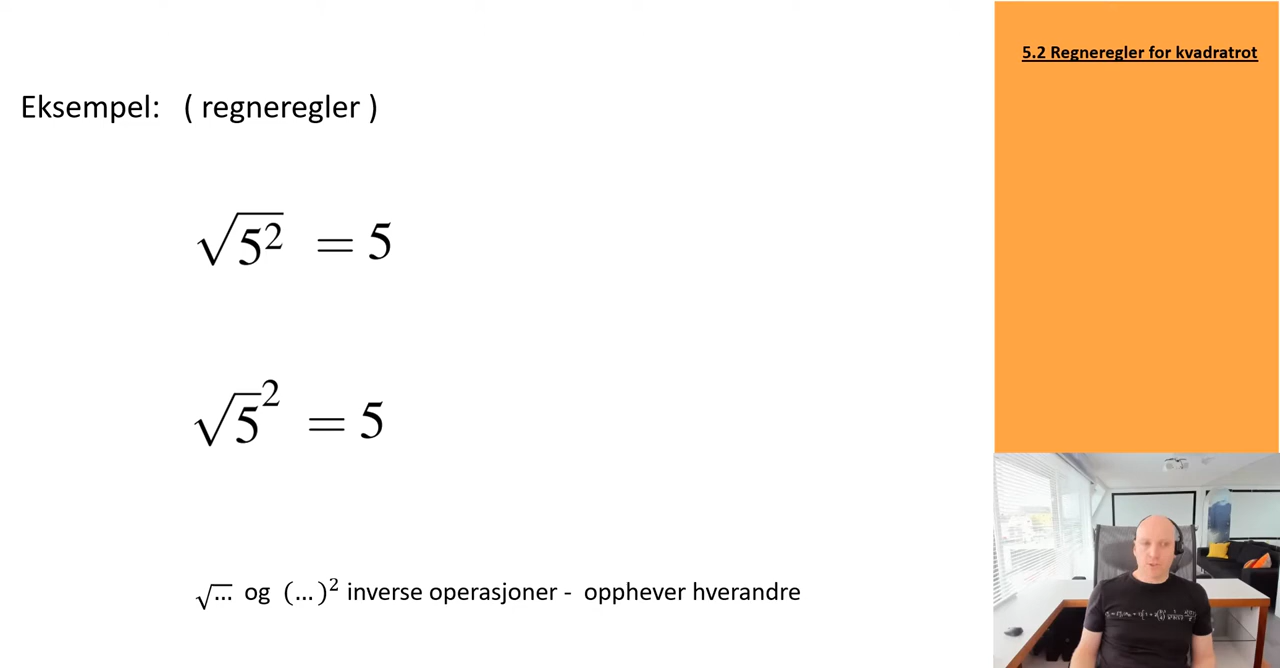 5.2 Regneregler for kvadratrot
Eksempel: ( regneregler )
√5² = 5
√5² = 5
√... og (...)² inverse operasjoner - opphever hverandre